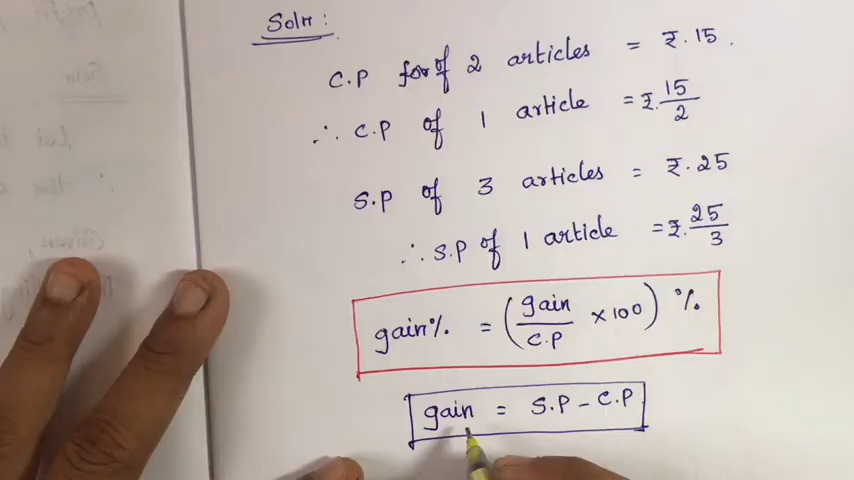 Soln:
C.P for of 2 articles = ₹.15.
∴ C.P of 1 article = ₹.15/2
S.P of 3 articles = ₹.25
∴ S.P of 1 article = ₹.25/3
gain% = (gain/C.P × 100) %
gain = S.P - C.P